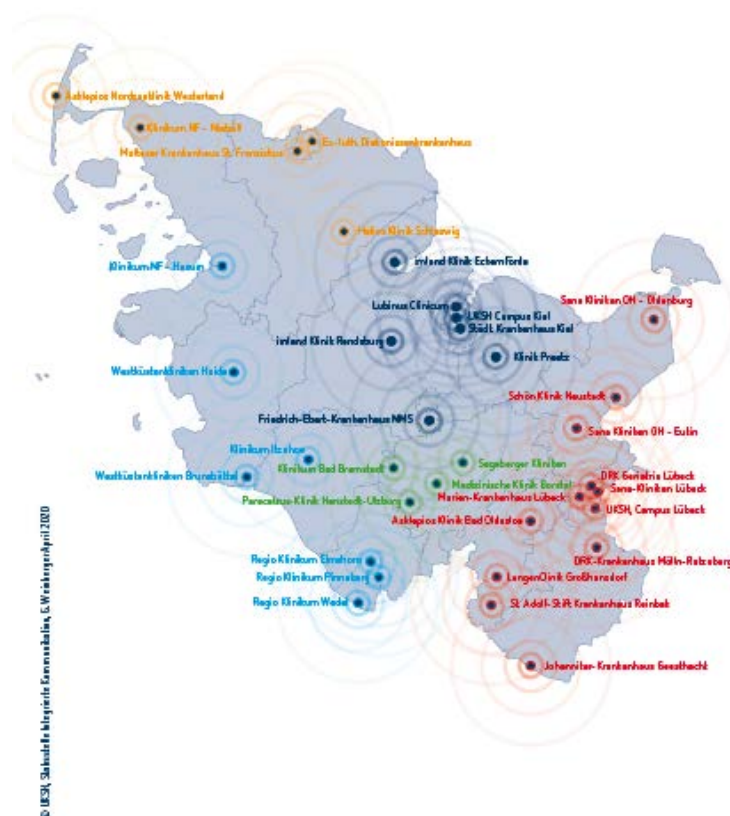 Asklepios Nordseeklinik Westerland
Klinikum NF - Niebüll
Ev.-luth. Diakonissenkrankenhaus
Malteser Krankenhaus St. Franziskus
Helios Klinik Schleswig
Klinikum NF - Husum
imland Klinik Eckernförde
Sana Kliniken OH - Oldenburg
Lubinus Clinicum
UKSH Campus Kiel
Städt. Krankenhaus Kiel
imland Klinik Rendsburg
Klinik Preetz
Westküstenkliniken Heide
Schön Klinik Neustadt
Friedrich-Ebert-Krankenhaus NMS
Sana Kliniken OH - Eutin
Klinikum Itzehoe
Segeberger Kliniken
Klinikum Bad Bramstedt
Westküstenkliniken Brunsbüttel
DRK Geriatrie Lübeck
Medizinische Klinik Borstel
Sana-Kliniken Lübeck
Marien-Krankenhaus Lübeck
Paracelsus-Klinik Henstedt-Ulzburg
UKSH, Campus Lübeck
Asklepios Klinik Bad Oldesloe
DRK-Krankenhaus Mölln-Ratzeburg
Regio Klinikum Elmshorn
Regio Klinikum Pinneberg
LungenClinik Großhansdorf
Regio Klinikum Wedel
St. Adolf-Stift Krankenhaus Reinbek
Johanniter-Krankenhaus Geesthacht
© UKSH, Stabsstelle Integrierte Kommunikation, G. Weinberger April 2020